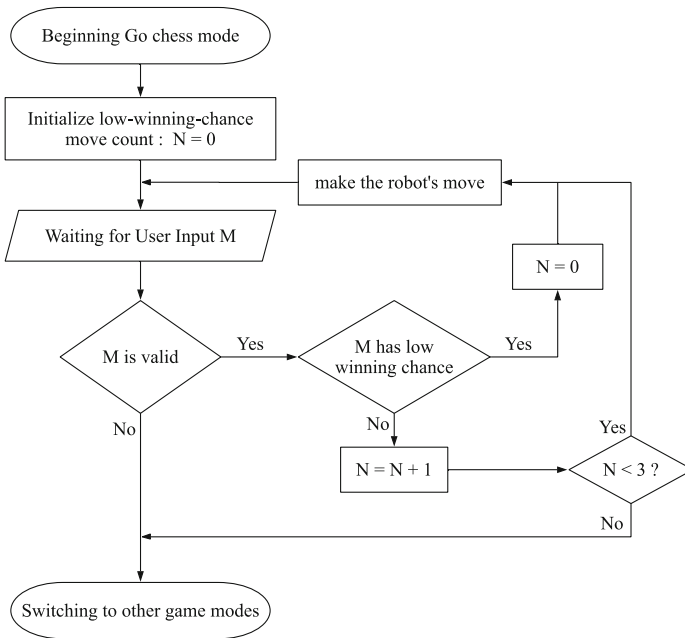 Beginning Go chess mode
Initialize low-winning-chance
move count : N = 0
make the robot's move
Waiting for User Input M
N = 0
M is valid
Yes
M has low
winning chance
Yes
No
No
Yes
N = N + 1
N < 3 ?
No
Switching to other game modes